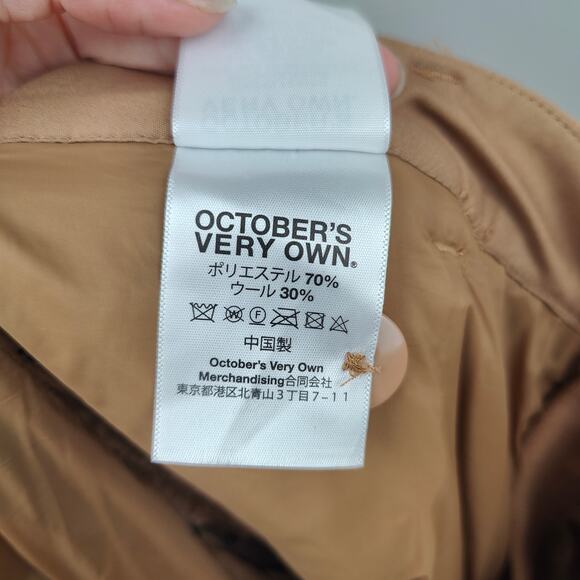 VERY OWN.
OCTOBER'S
VERY OWN®
ポリエステル 70%
ウール 30%
W F
中国製
October's Very Own
Merchandising合同会社
東京都港区北青山3丁目7-11